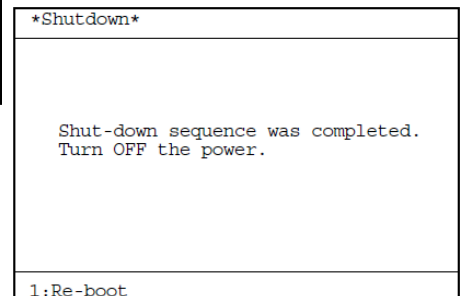 *Shutdown*
Shut-down sequence was completed.
Turn OFF the power.
1:Re-boot